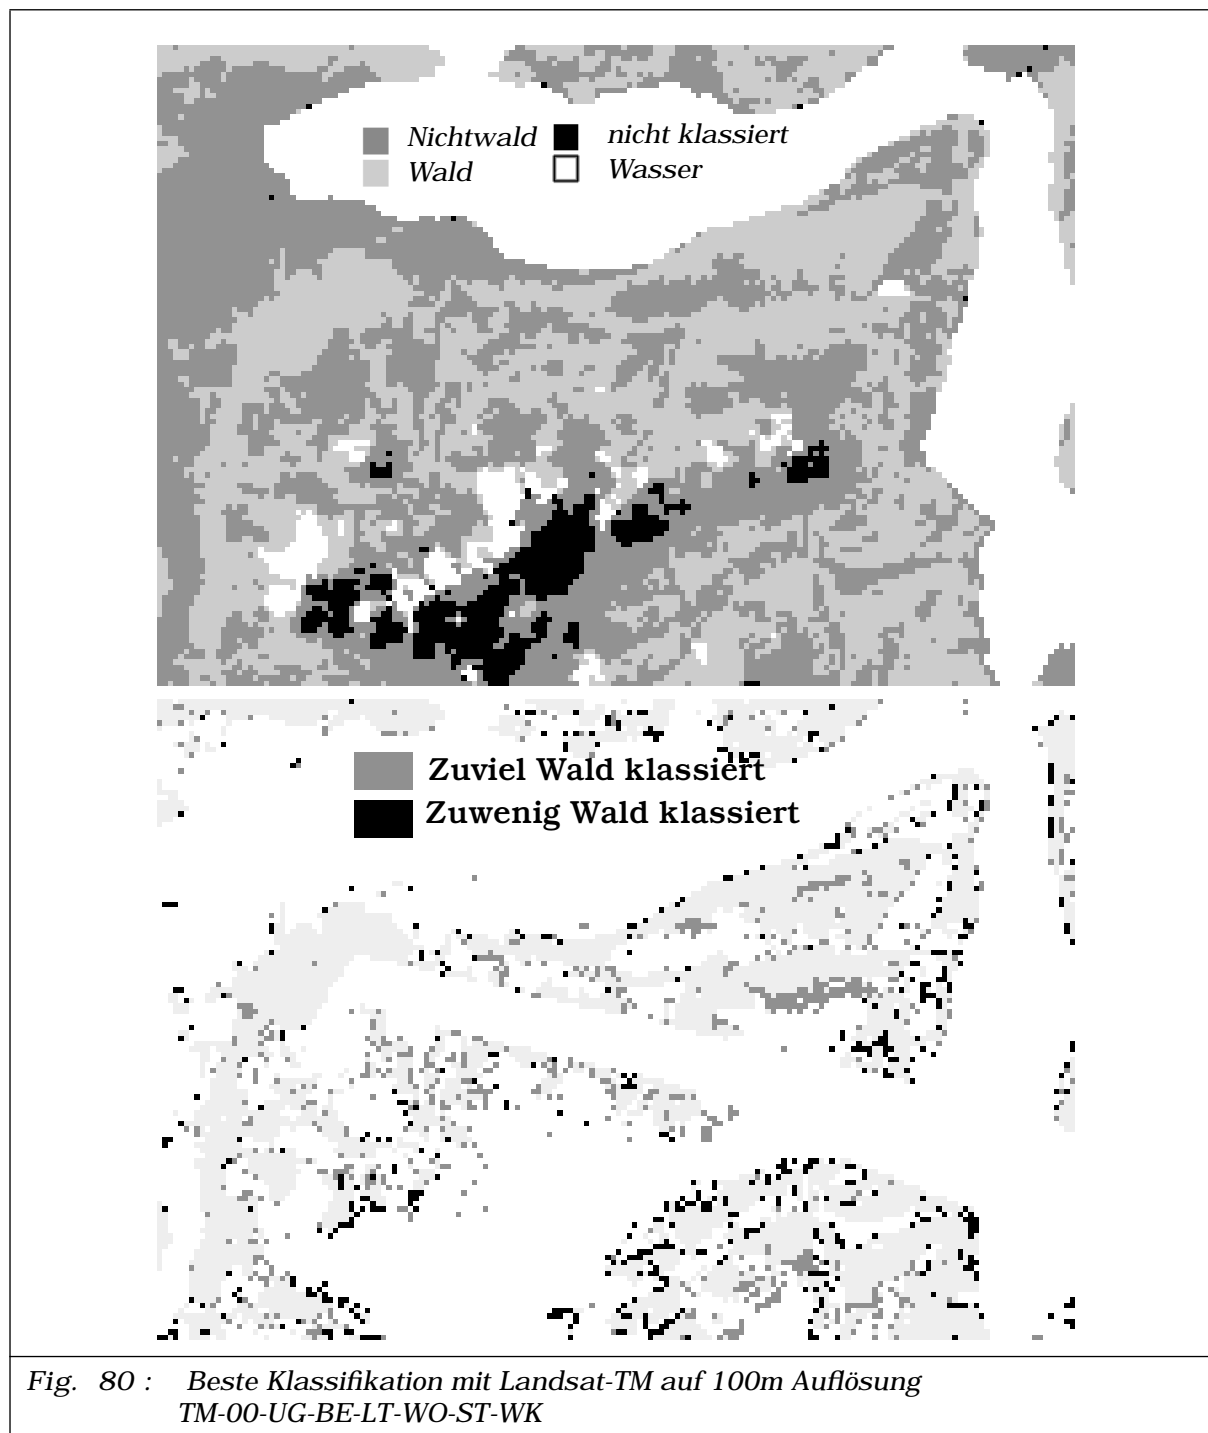 Nichtwald nicht klassiert
Wald Wasser
Zuviel Wald klassiert
Zuwenig Wald klassiert
Fig. 80 : Beste Klassifikation mit Landsat-TM auf 100m Auflösung
TM-00-UG-BE-LT-WO-ST-WK